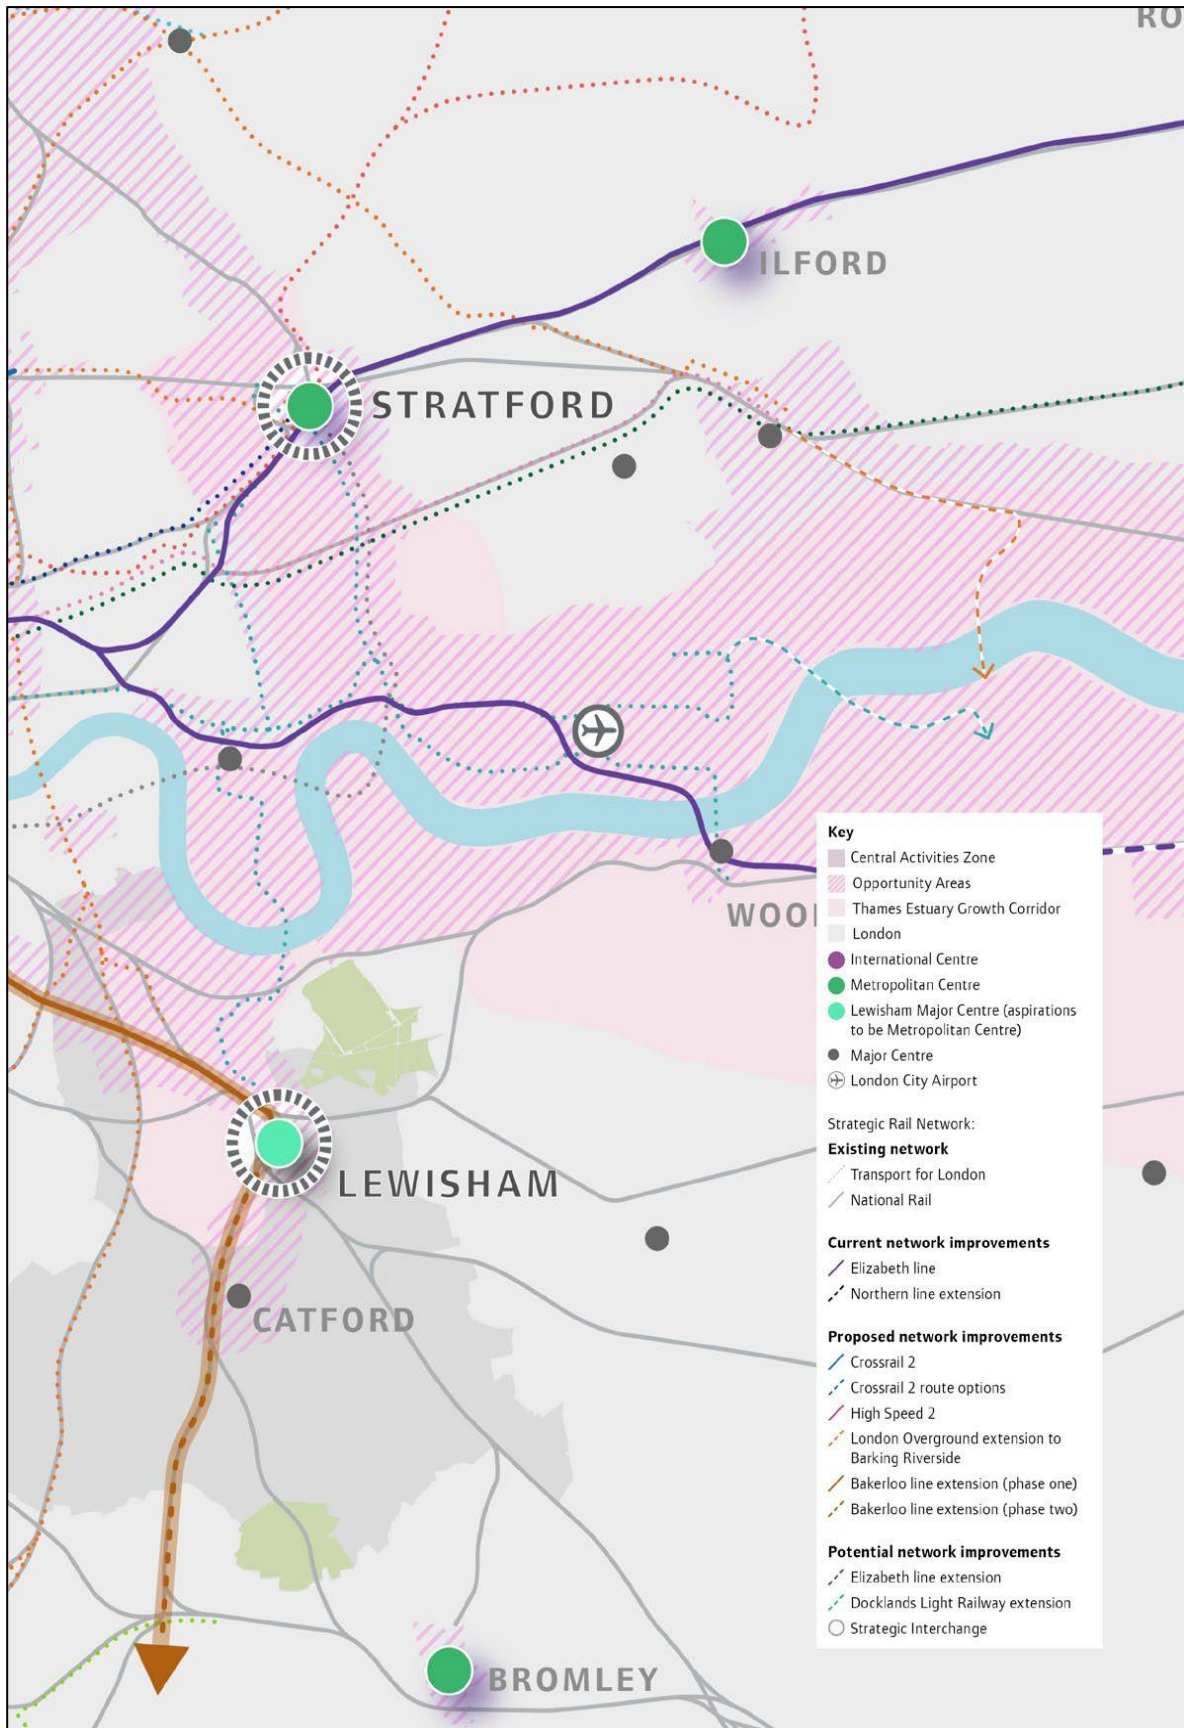 RO
ILFORD
STRATFORD
WOO
LEWISHAM
CATFORD
BROMLEY
Key
Central Activities Zone
Opportunity Areas
Thames Estuary Growth Corridor
London
International Centre
Metropolitan Centre
Lewisham Major Centre (aspirations
to be Metropolitan Centre)
Major Centre
London City Airport
Strategic Rail Network:
Existing network
Transport for London
National Rail
Current network improvements
Elizabeth line
Northern line extension
Proposed network improvements
Crossrail 2
Crossrail 2 route options
High Speed 2
London Overground extension to
Barking Riverside
Bakerloo line extension (phase one)
Bakerloo line extension (phase two)
Potential network improvements
Elizabeth line extension
Docklands Light Railway extension
Strategic Interchange